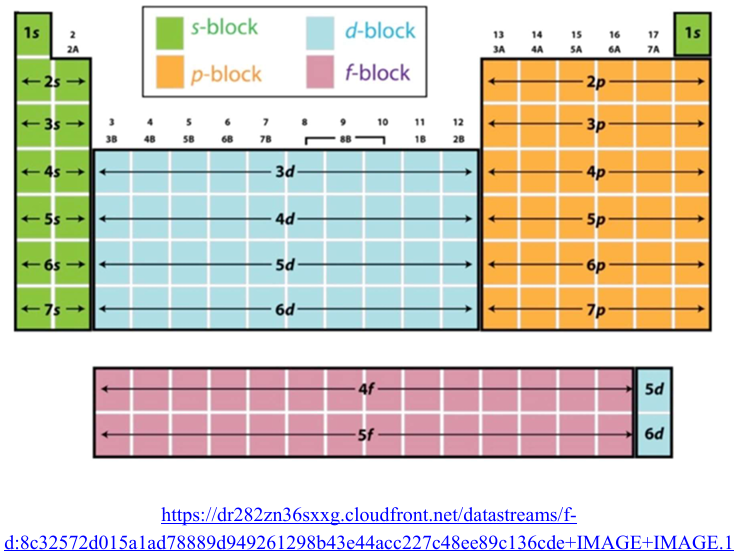 1s
2
2A
s-block
d-block
p-block
f-block
13 14 15 16 17
3A 4A 5A 6A 7A
1s
2s
2p
3s
3p
3 4 5 6 7 8 9 10 11 12
3B 4B 5B 6B 7B 8B 1B 2B
4s
3d
4p
5s
4d
5p
6s
5d
6p
7s
6d
7p
4f
5d
5f
6d
https://dr282zn36sxxg.cloudfront.net/datastreams/f-
d:8c32572d015a1ad78889d949261298b43e44acc227c48ee89c136cde+IMAGE+IMAGE.1